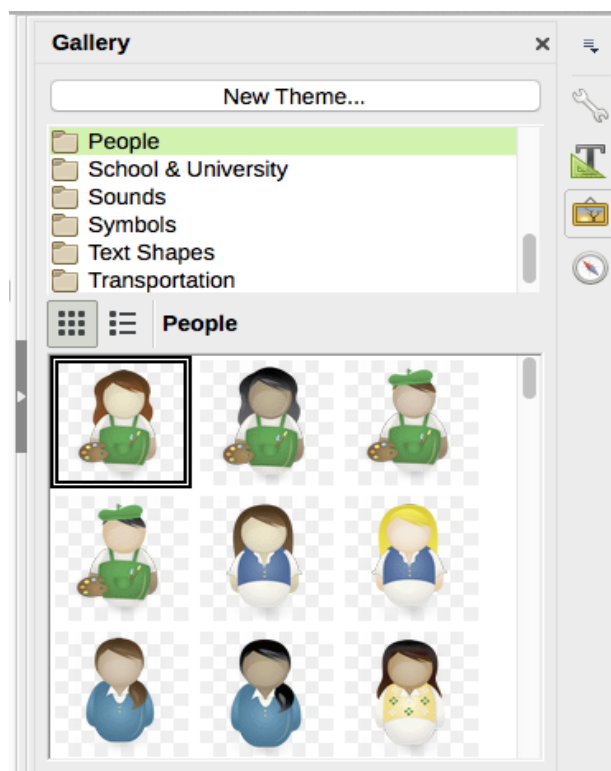 Gallery
New Theme...
People
School & University
Sounds
Symbols
Text Shapes
Transportation
People